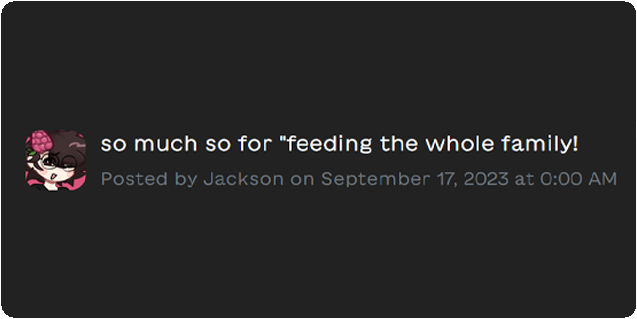 so much so for "feeding the whole family!
Posted by Jackson on September 17, 2023 at 0:00 AM